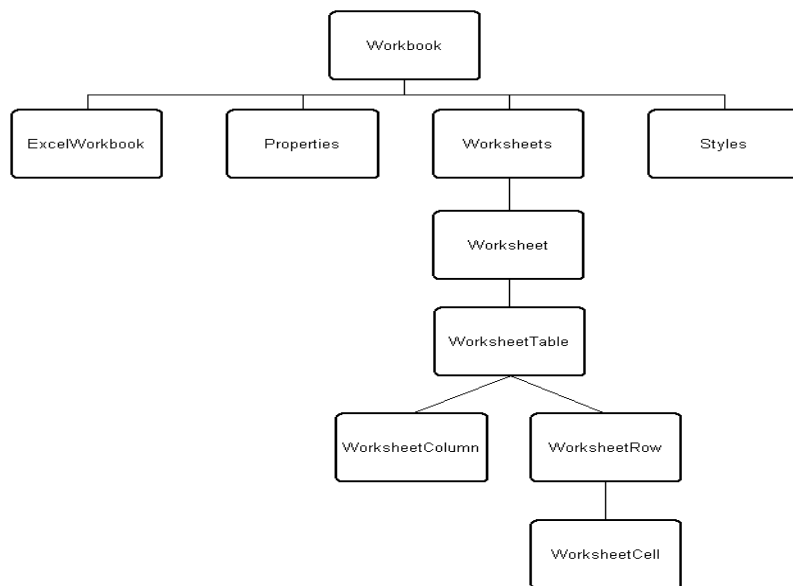 Workbook
ExcelWorkbook
Properties
Worksheets
Styles
Worksheet
WorksheetTable
WorksheetColumn
WorksheetRow
WorksheetCell